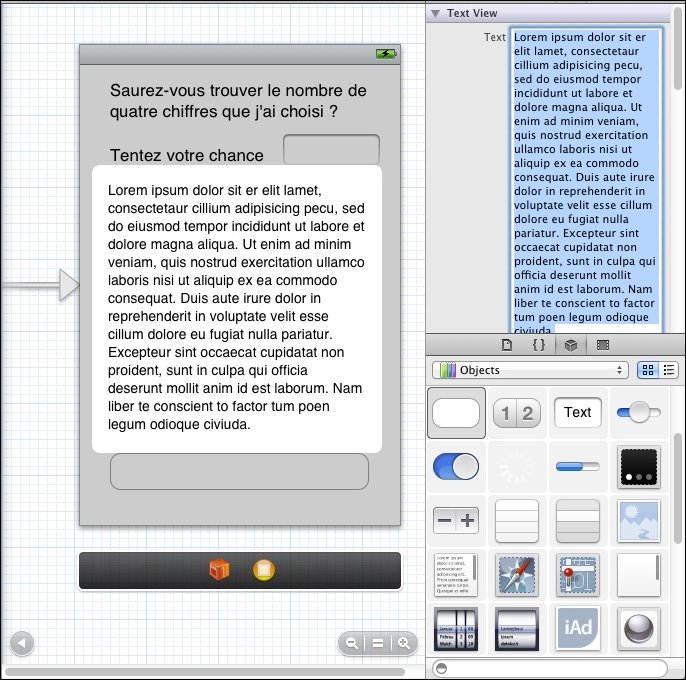 Saurez-vous trouver le nombre de
quatre chiffres que j'ai choisi ?
Tentez votre chance
Lorem ipsum dolor sit er elit lamet,
consectetaur cillium adipisicing pecu, sed
do eiusmod tempor incididunt ut labore et
dolore magna aliqua. Ut enim ad minim
veniam, quis nostrud exercitation ullamco
laboris nisi ut aliquip ex ea commodo
consequat. Duis aute irure dolor in
reprehenderit in voluptate velit esse
cillum dolore eu fugiat nulla pariatur.
Excepteur sint occaecat cupidatat non
proident, sunt in culpa qui officia
deserunt mollit anim id est laborum. Nam
liber te conscient to factor tum poen
legum odioque civiuda.
Text View
Text
Lorem ipsum dolor sit er
elit lamet, consectetaur
cillium adipisicing pecu,
sed do eiusmod tempor
incididunt ut labore et
dolore magna aliqua. Ut
enim ad minim veniam,
quis nostrud exercitation
ullamco laboris nisi ut
aliquip ex ea commodo
consequat. Duis aute irure
dolor in reprehenderit in
voluptate velit esse cillum
dolore eu fugiat nulla
pariatur. Excepteur sint
occaecat cupidatat non
proident, sunt in culpa qui
officia deserunt mollit
anim id est laborum. Nam
liber te conscient to factor
tum poen legum odioque
civiuda.
{ }
Objects
1 2
Text
iAd